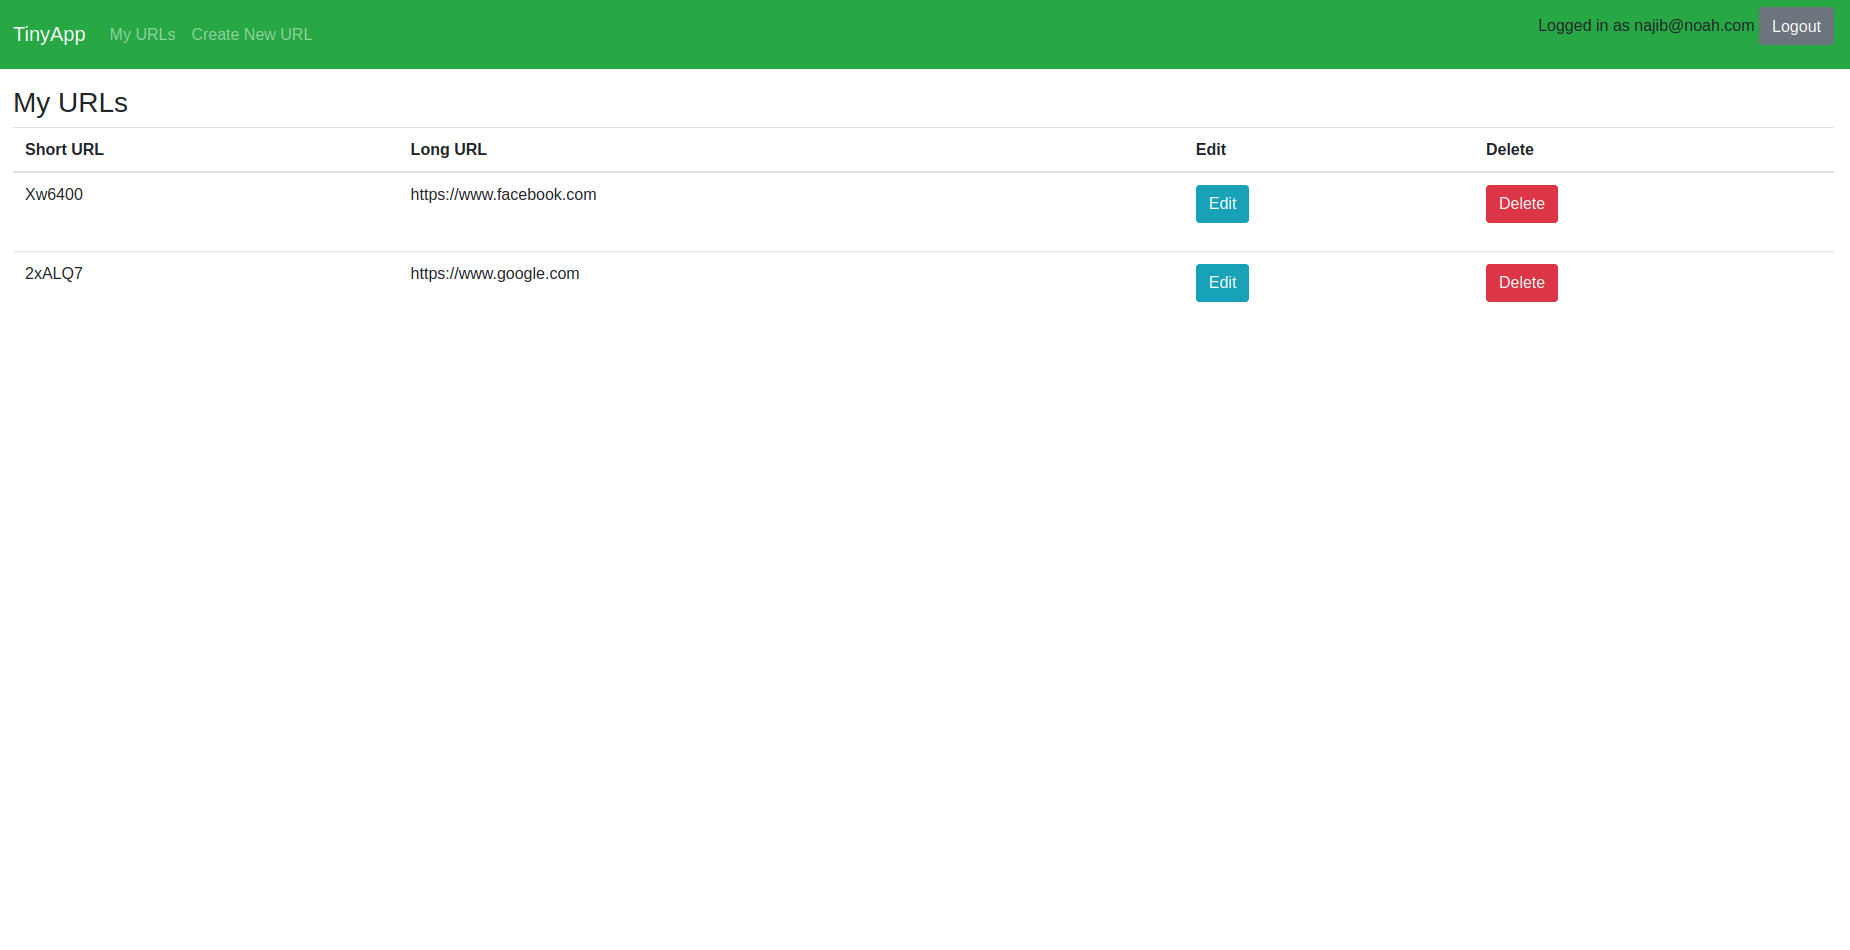 TinyApp My URLs Create New URL Logged in as najib@noah.com Logout
My URLs
Short URL Long URL Edit Delete
Xw6400 https://www.facebook.com Edit Delete
2xALQ7 https://www.google.com Edit Delete